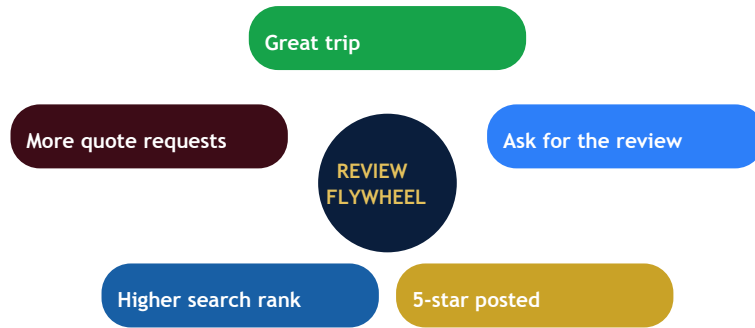 Great trip
More quote requests
Ask for the review
REVIEW
FLYWHEEL
Higher search rank
5-star posted